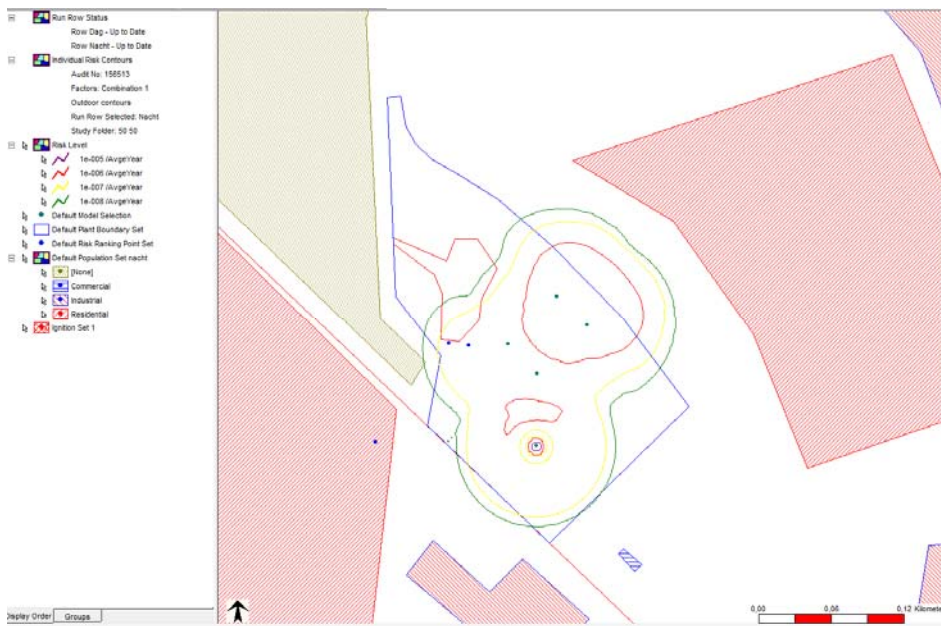 Run Row Status
Row Dag - Up to Date
Row Nacht - Up to Date
Individual Risk Contours
Audit No: 156513
Factors: Combination 1
Outdoor contours
Run Row Selected: Nacht
Study Folder: 50 50
Risk Level
1e-005 /AvgeYear
1e-006 /AvgeYear
1e-007 /AvgeYear
1e-008 /AvgeYear
Default Model Selection
Default Plant Boundary Set
Default Risk Ranking Point Set
Default Population Set nacht
[None]
Commercial
Industrial
Residential
Ignition Set 1
0,00 0,06 0,12 Kilomete
Display Order Groups